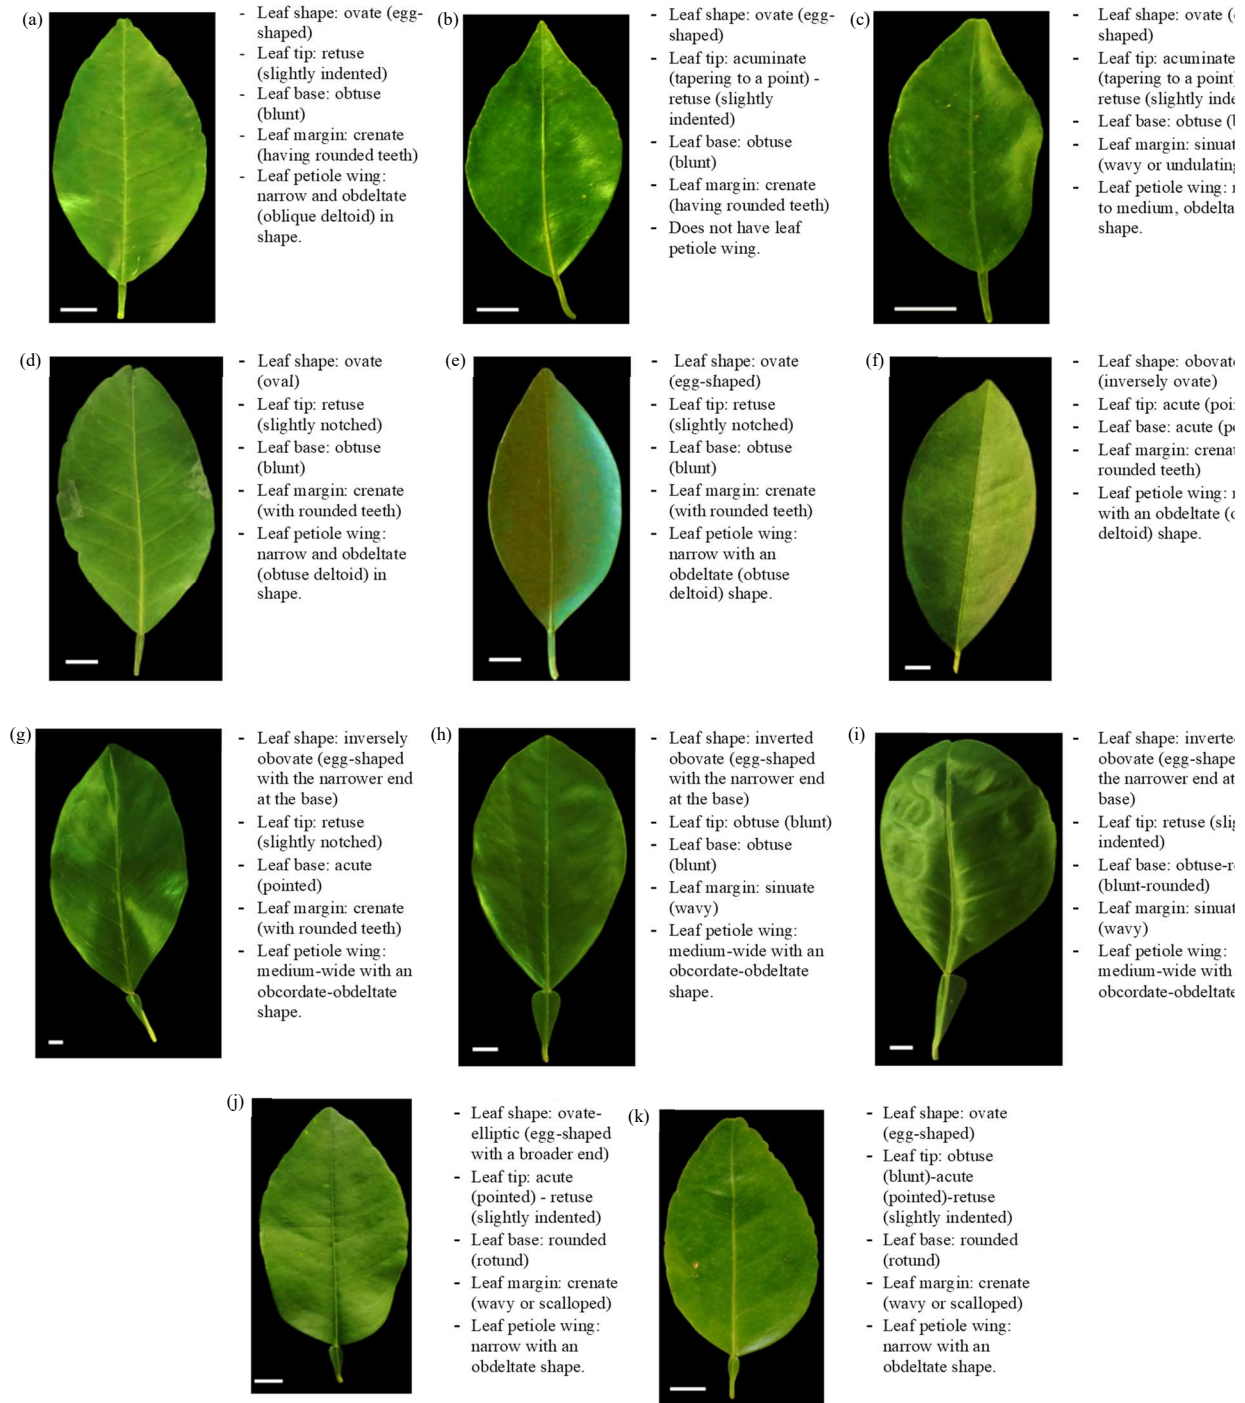 (a)
- Leaf shape: ovate (egg-
shaped)
- Leaf tip: retuse
(slightly indented)
- Leaf base: obtuse
(blunt)
- Leaf margin: crenate
(having rounded teeth)
- Leaf petiole wing:
narrow and obdeltate
(oblique deltoid) in
shape.
(b)
- Leaf shape: ovate (egg-
shaped)
- Leaf tip: acuminate
(tapering to a point) -
retuse (slightly
indented)
- Leaf base: obtuse
(blunt)
- Leaf margin: crenate
(having rounded teeth)
- Does not have leaf
petiole wing.
(c)
- Leaf shape: ovate
shaped)
- Leaf tip: acuminate
(tapering to a point)
retuse (slightly
- Leaf base: obtuse
- Leaf margin:
(wavy or
- Leaf petiole wing:
to medium,
shape.
(d)
- Leaf shape: ovate
(oval)
- Leaf tip: retuse
(slightly notched)
- Leaf base: obtuse
(blunt)
- Leaf margin: crenate
(with rounded teeth)
- Leaf petiole wing:
narrow and obdeltate
(obtuse deltoid) in
shape.
(e)
- Leaf shape: ovate
(egg-shaped)
- Leaf tip: retuse
(slightly notched)
- Leaf base: obtuse
(blunt)
- Leaf margin: crenate
(with rounded teeth)
- Leaf petiole wing:
narrow with an
obdeltate (obtuse
deltoid) shape.
(f)
- Leaf shape: obovate
(inversely ovate)
- Leaf tip: acute
- Leaf base: acute
- Leaf margin:
rounded teeth)
- Leaf petiole wing:
with an obdeltate
deltoid) shape.
(g)
- Leaf shape: inversely
obovate (egg-shaped
with the narrower end
at the base)
- Leaf tip: retuse
(slightly notched)
- Leaf base: acute
(pointed)
- Leaf margin: crenate
(with rounded teeth)
- Leaf petiole wing:
medium-wide with an
obcordate-obdeltate
shape.
(h)
- Leaf shape: inverted
obovate (egg-shaped
with the narrower end
at the base)
- Leaf tip: obtuse (blunt)
- Leaf base: obtuse
(blunt)
- Leaf margin: sinuate
(wavy)
- Leaf petiole wing:
medium-wide with an
obcordate-obdeltate
shape.
(i)
- Leaf shape: inverted
obovate (egg-shaped
the narrower end at
base)
- Leaf tip: retuse
indented)
- Leaf base:
(blunt-rounded)
- Leaf margin: sinuate
(wavy)
- Leaf petiole wing:
medium-wide with
obcordate-obdeltate
(j)
- Leaf shape: ovate-
elliptic (egg-shaped
with a broader end)
- Leaf tip: acute
(pointed) - retuse
(slightly indented)
- Leaf base: rounded
(rotund)
- Leaf margin: crenate
(wavy or scalloped)
- Leaf petiole wing:
narrow with an
obdeltate shape.
(k)
- Leaf shape: ovate
(egg-shaped)
- Leaf tip: obtuse
(blunt)-acute
(pointed)-retuse
(slightly indented)
- Leaf base: rounded
(rotund)
- Leaf margin: crenate
(wavy or scalloped)
- Leaf petiole wing:
narrow with an
obdeltate shape.